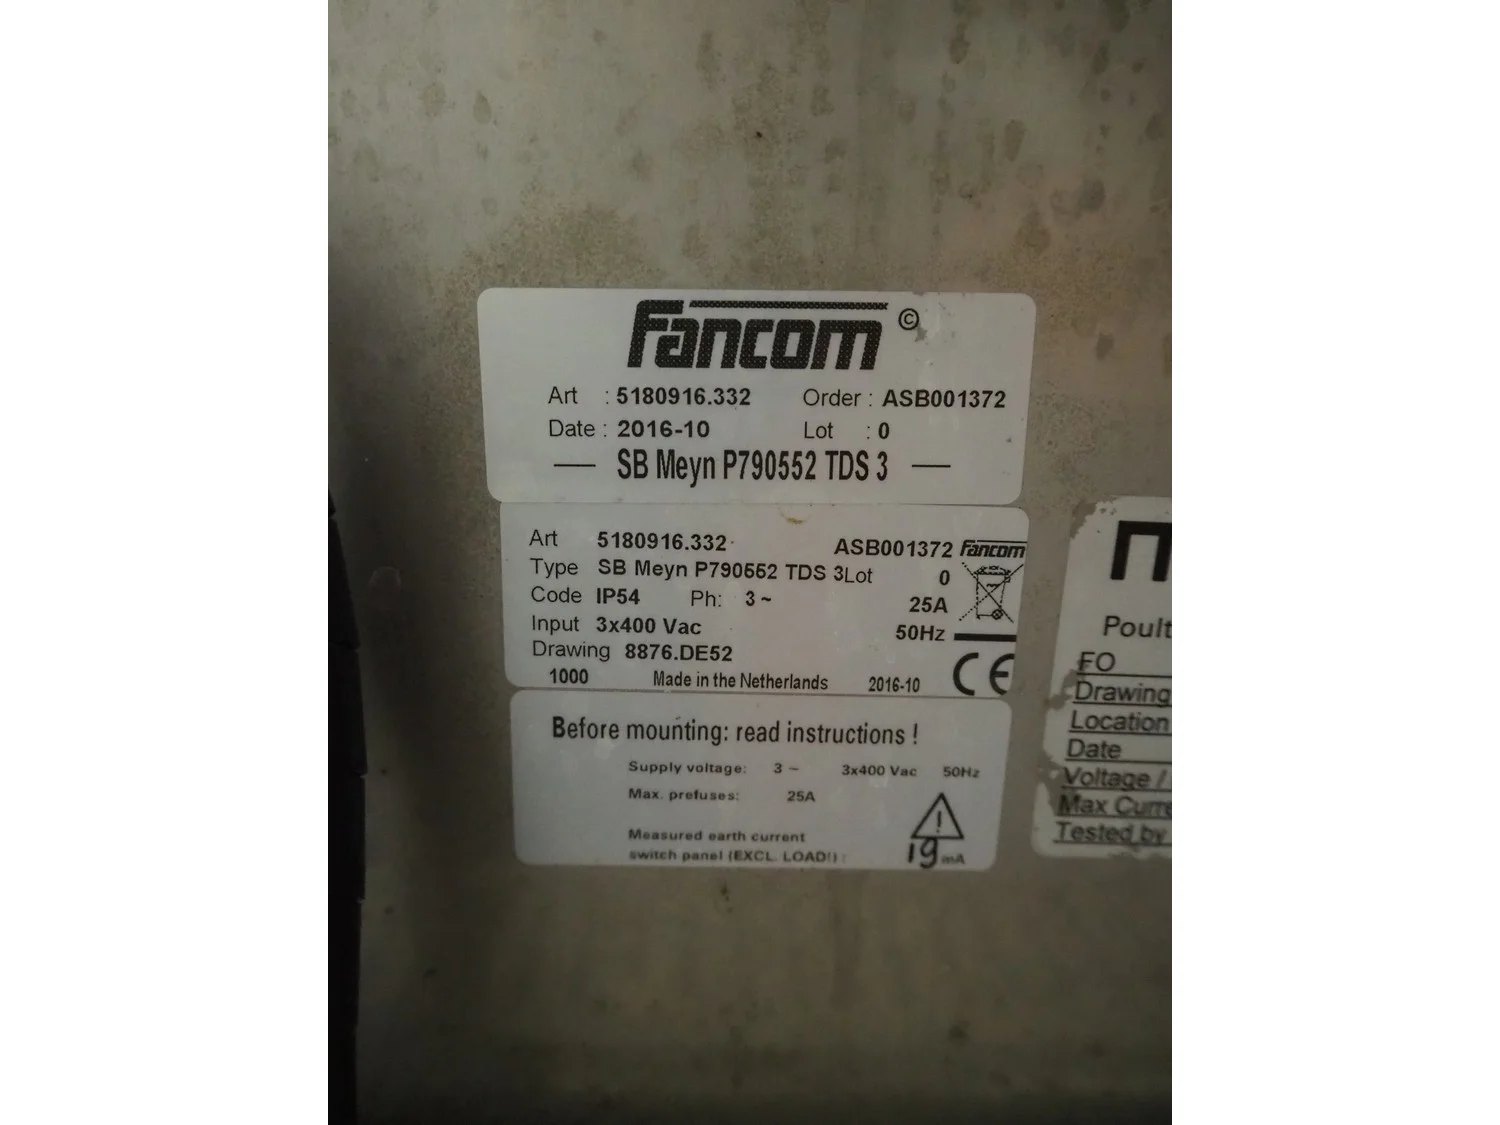 Fancom ©
Art : 5180916.332 Order : ASB001372
Date : 2016-10 Lot : 0
— SB Meyn P790552 TDS 3 —
Art 5180916.332 ASB001372 Fancom
Type SB Meyn P790552 TDS 3 Lot 0
Code IP54 Ph: 3 ~ 25A
Input 3x400 Vac 50Hz
Drawing 8876.DE52
1000 Made in the Netherlands 2016-10 CE
Before mounting: read instructions !
Supply voltage: 3 ~ 3x400 Vac 50Hz
Max. prefuses: 25A
Measured earth current
switch panel (EXCL. LOAD!) : 19 mA
Poult
FO
Drawing
Location
Date
Voltage /
Max Curre
Tested by